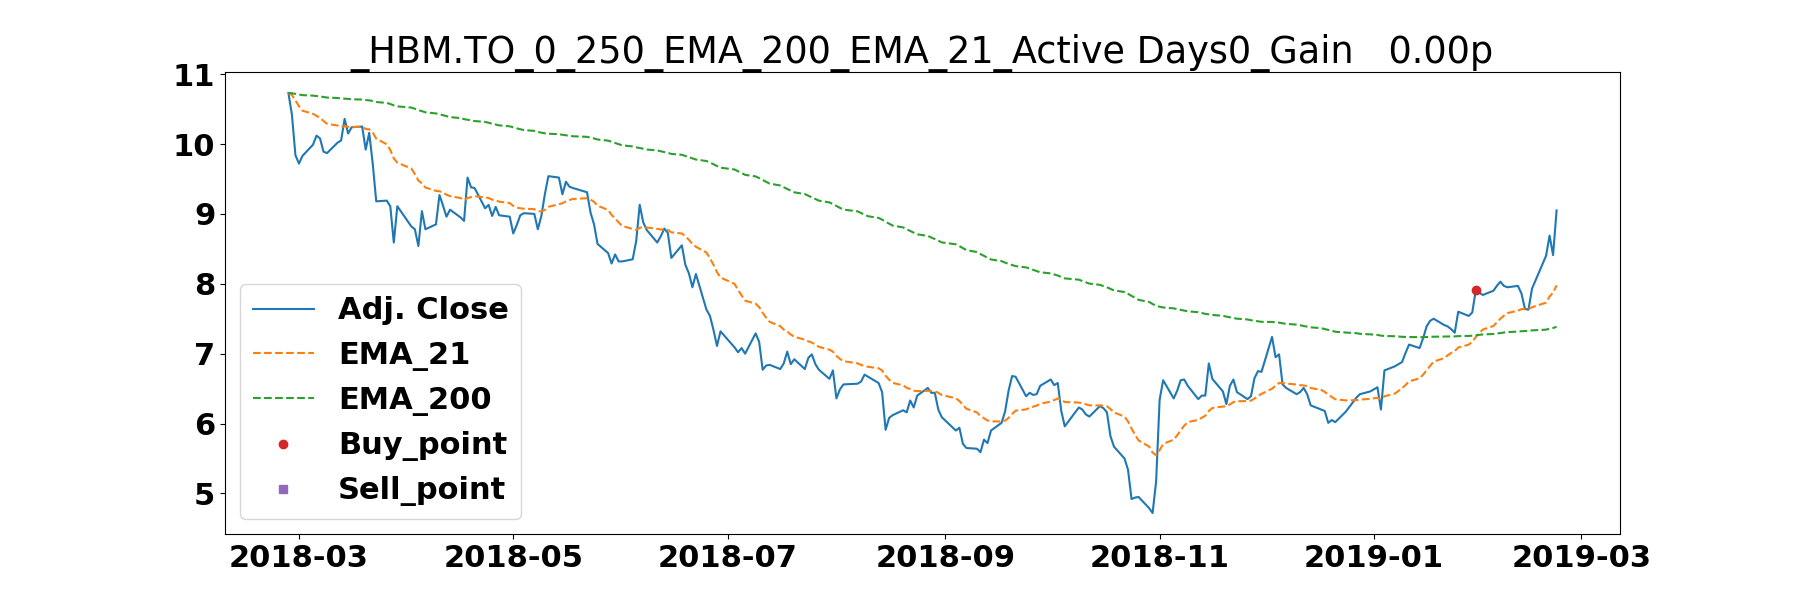 _HBM.TO_0_250_EMA_200_EMA_21_Active Days0_Gain   0.00p
11
10
9
8
7
6
5
Adj. Close
EMA_21
EMA_200
Buy_point
Sell_point
2018-03 2018-05 2018-07 2018-09 2018-11 2019-01 2019-03